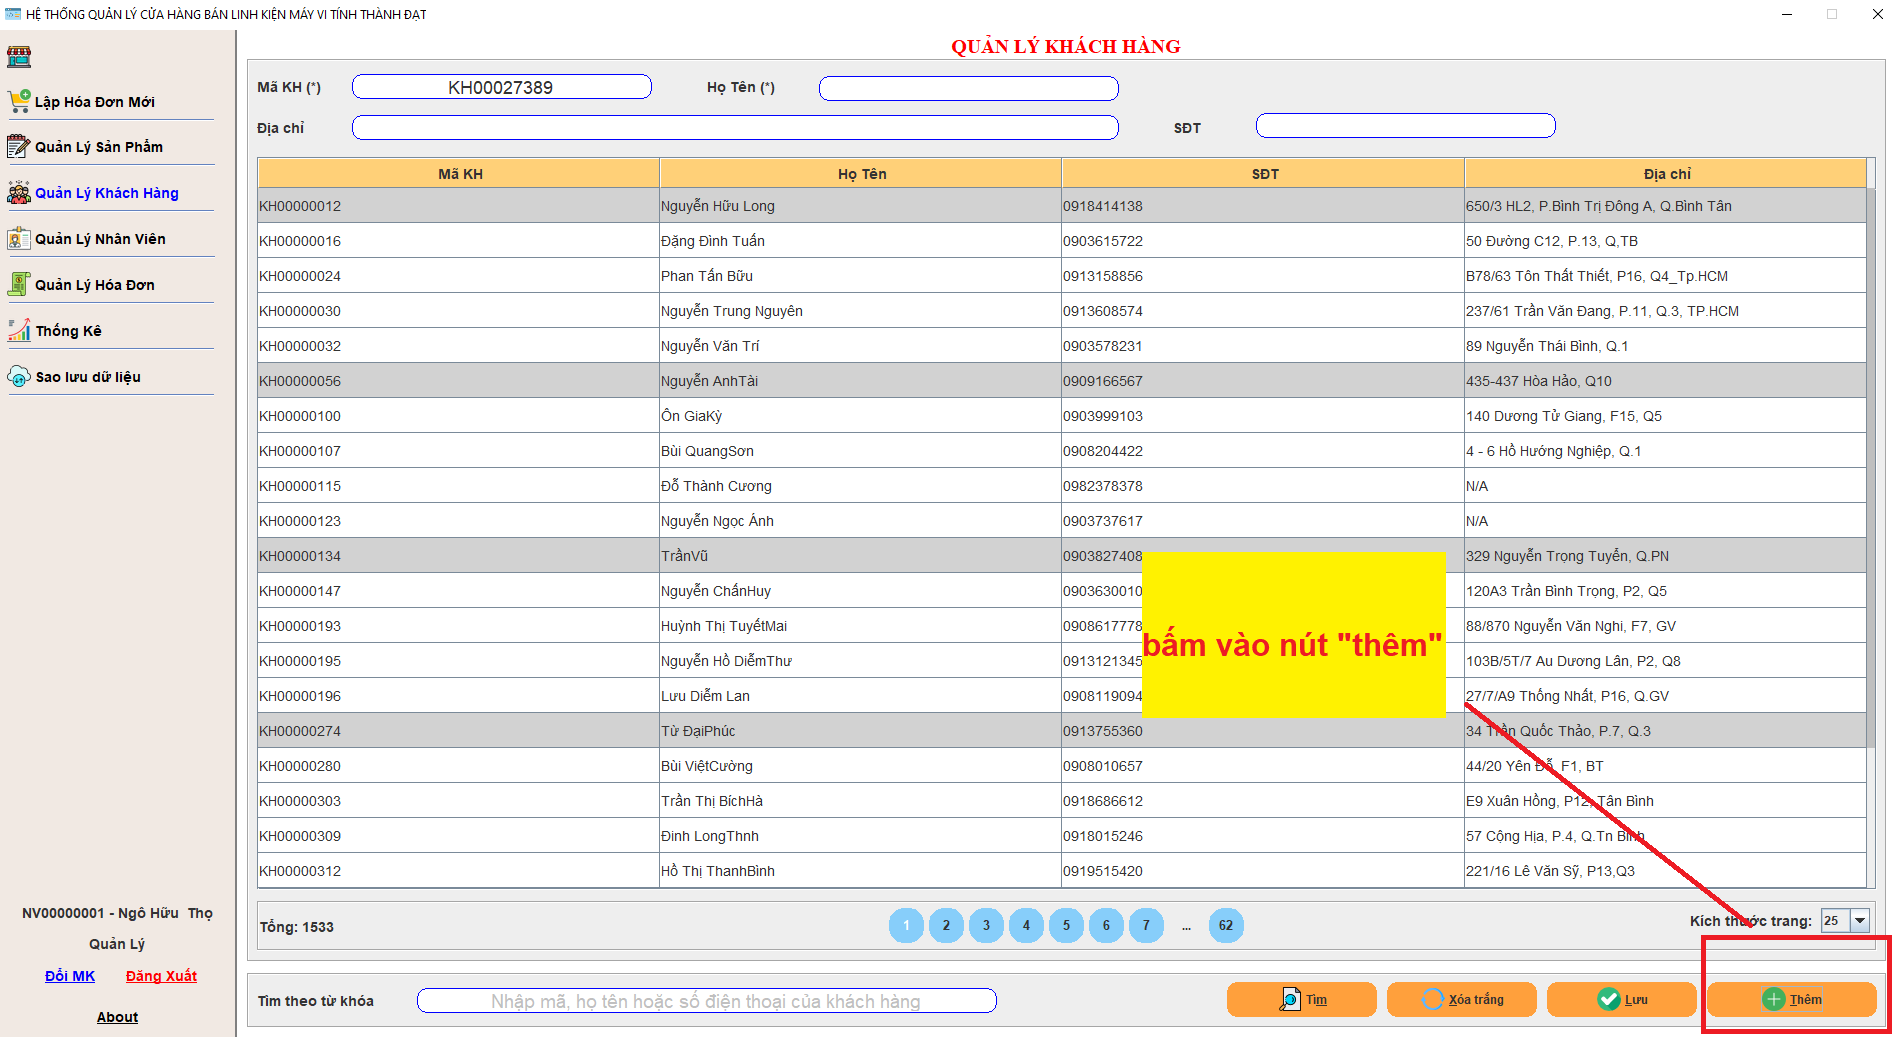 HỆ THỐNG QUẢN LÝ CỬA HÀNG BÁN LINH KIỆN MÁY VI TÍNH THÀNH ĐẠT
Lập Hóa Đơn Mới
Quản Lý Sản Phẩm
Quản Lý Khách Hàng
Quản Lý Nhân Viên
Quản Lý Hóa Đơn
Thống Kê
Sao lưu dữ liệu
NV00000001 - Ngô Hữu Thọ
Quản Lý
Đổi MK Đăng Xuất
About
QUẢN LÝ KHÁCH HÀNG
Mã KH (*) KH00027389 Họ Tên (*)
Địa chỉ SĐT
Mã KH Họ Tên SĐT Địa chỉ
KH00000012 Nguyễn Hữu Long 0918414138 650/3 HL2, P.Bình Trị Đông A, Q.Bình Tân
KH00000016 Đặng Đình Tuấn 0903615722 50 Đường C12, P.13, Q,TB
KH00000024 Phan Tấn Bữu 0913158856 B78/63 Tôn Thất Thiết, P16, Q4_Tp.HCM
KH00000030 Nguyễn Trung Nguyên 0913608574 237/61 Trần Văn Đang, P.11, Q.3, TP.HCM
KH00000032 Nguyễn Văn Trí 0903578231 89 Nguyễn Thái Bình, Q.1
KH00000056 Nguyễn AnhTài 0909166567 435-437 Hòa Hảo, Q10
KH00000100 Ôn GiaKỳ 0903999103 140 Dương Tử Giang, F15, Q5
KH00000107 Bùi QuangSơn 0908204422 4 - 6 Hồ Hướng Nghiệp, Q.1
KH00000115 Đỗ Thành Cương 0982378378 N/A
KH00000123 Nguyễn Ngọc Ánh 0903737617 N/A
KH00000134 TrầnVũ 0903827408 329 Nguyễn Trọng Tuyển, Q.PN
KH00000147 Nguyễn ChấnHuy 0903630010 120A3 Trần Bình Trọng, P2, Q5
KH00000193 Huỳnh Thị TuyếtMai 0908617778 88/870 Nguyễn Văn Nghi, F7, GV
KH00000195 Nguyễn Hồ DiễmThư 0913121345 103B/5T/7 Au Dương Lân, P2, Q8
KH00000196 Lưu Diễm Lan 0908119094 27/7/A9 Thống Nhất, P16, Q.GV
KH00000274 Từ ĐạiPhúc 0913755360 34 Trần Quốc Thảo, P.7, Q.3
KH00000280 Bùi ViệtCường 0908010657 44/20 Yên Đỗ, F1, BT
KH00000303 Trần Thị BíchHà 0918686612 E9 Xuân Hồng, P12, Tân Bình
KH00000309 Đinh LongThnh 0918015246 57 Cộng Hịa, P.4, Q.Tn Bình
KH00000312 Hồ Thị ThanhBình 0919515420 221/16 Lê Văn Sỹ, P13,Q3
bấm vào nút "thêm"
Tổng: 1533 1 2 3 4 5 6 7 ... 62 Kích thước trang: 25
Tìm theo từ khóa Nhập mã, họ tên hoặc số điện thoại của khách hàng Tìm Xóa trắng Lưu Thêm